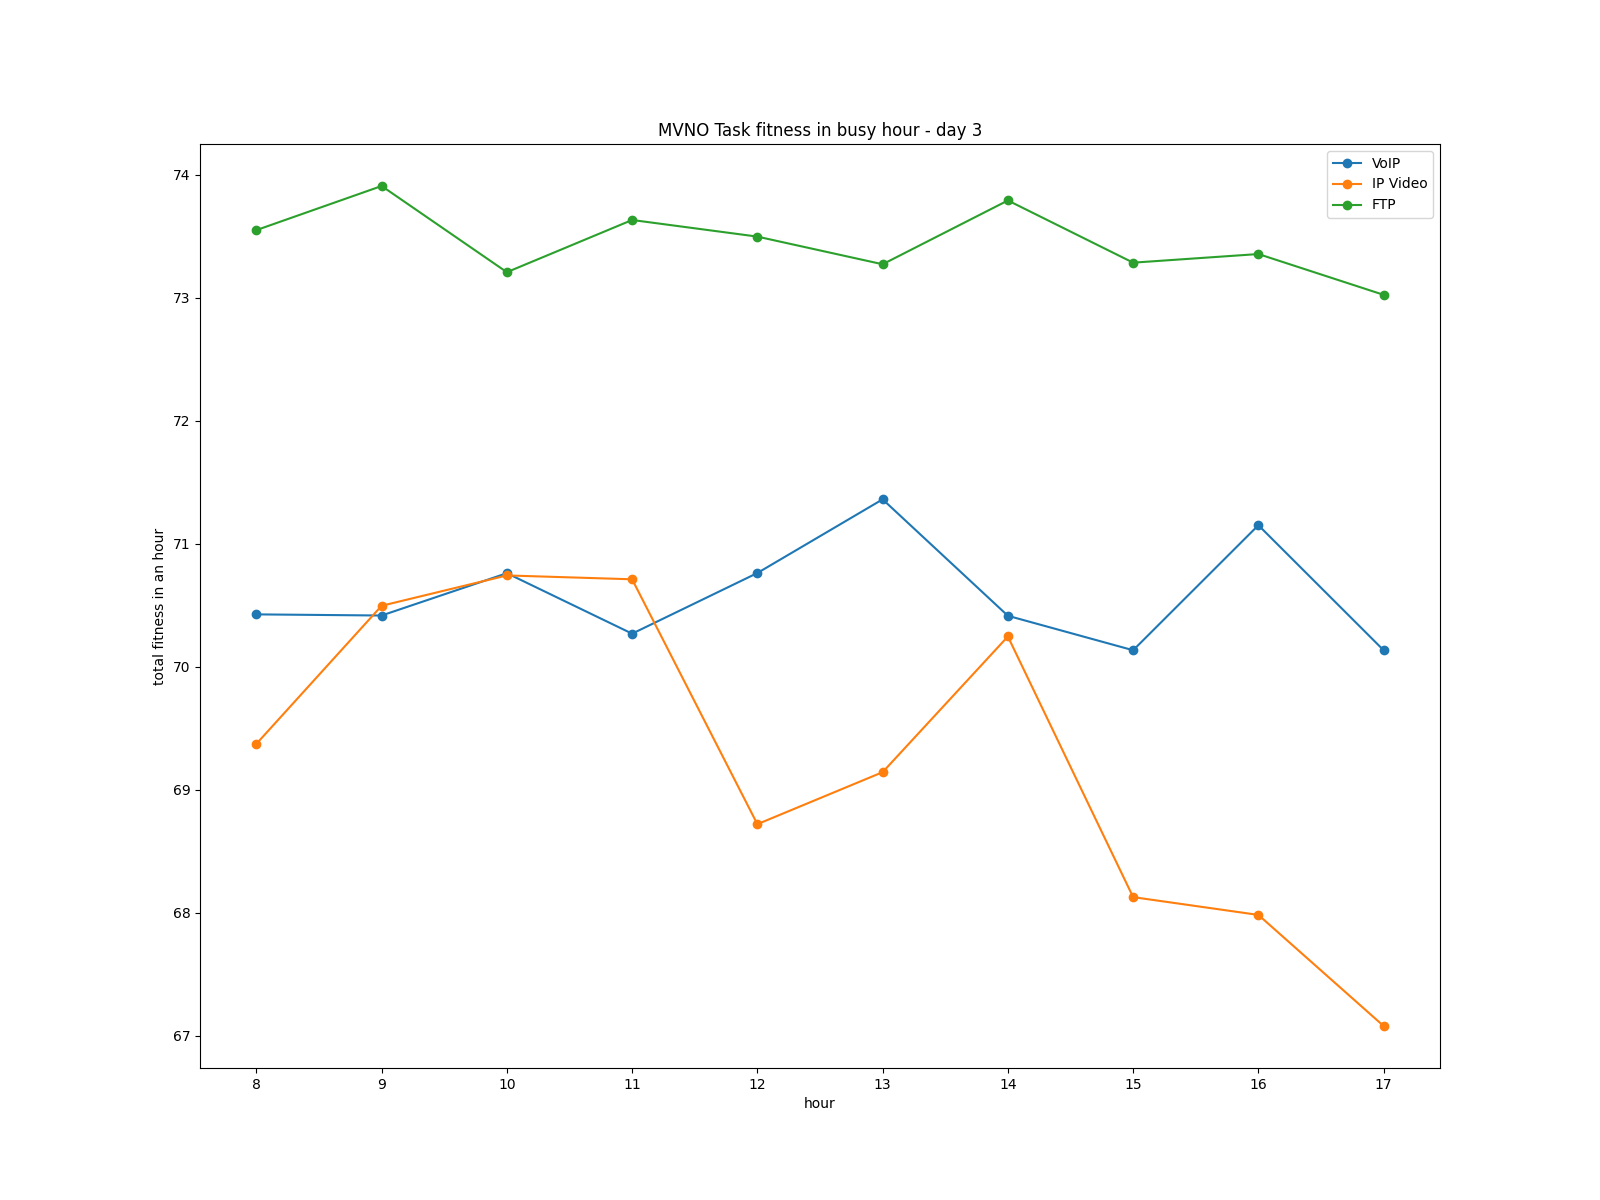 MVNO Task fitness in busy hour - day 3
VoIP
IP Video
FTP
74
73
72
71
70
69
68
67
total fitness in an hour
8 9 10 11 12 13 14 15 16 17
hour